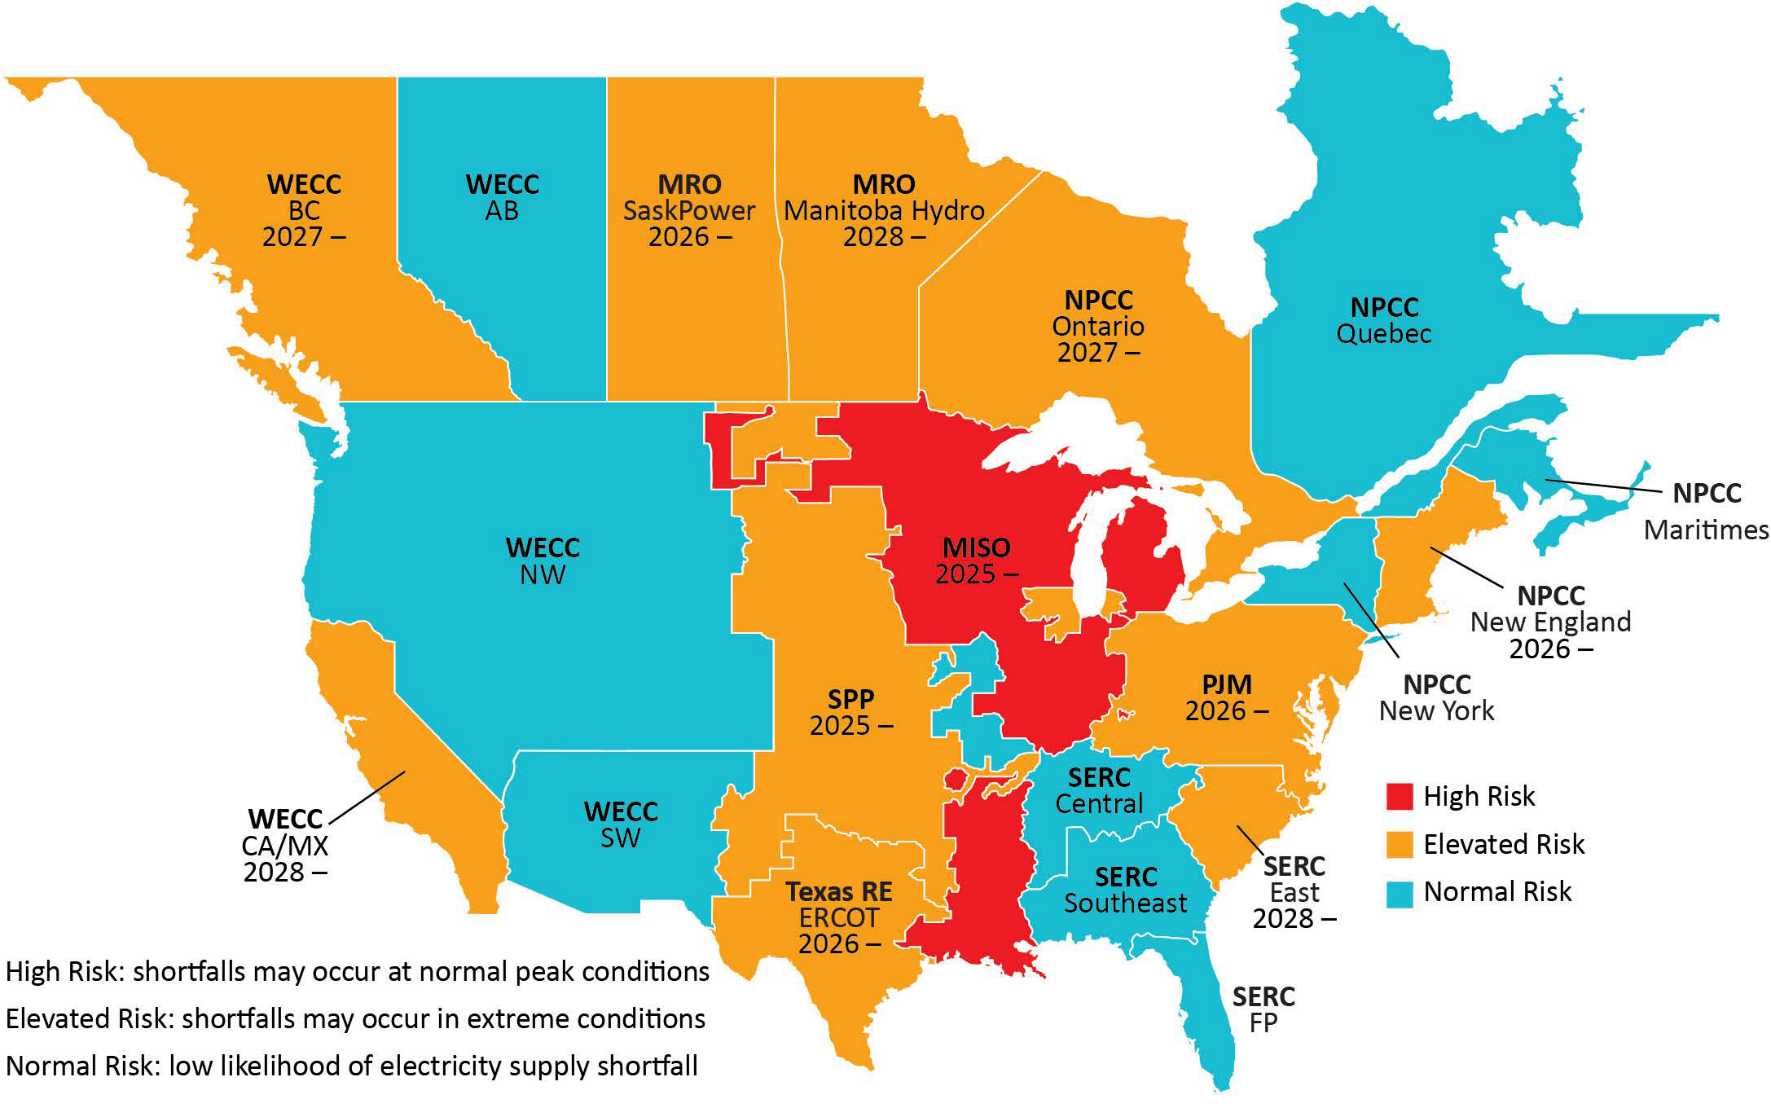 WECC
BC
2027 –
WECC
AB
MRO
SaskPower
2026 –
MRO
Manitoba Hydro
2028 –
NPCC
Ontario
2027 –
NPCC
Quebec
NPCC
Maritimes
WECC
NW
MISO
2025 –
NPCC
New England
2026 –
SPP
2025 –
PJM
2026 –
NPCC
New York
WECC
CA/MX
2028 –
WECC
SW
SERC
Central
Texas RE
ERCOT
2026 –
SERC
Southeast
SERC
East
2028 –
SERC
FP
High Risk
Elevated Risk
Normal Risk
High Risk: shortfalls may occur at normal peak conditions
Elevated Risk: shortfalls may occur in extreme conditions
Normal Risk: low likelihood of electricity supply shortfall